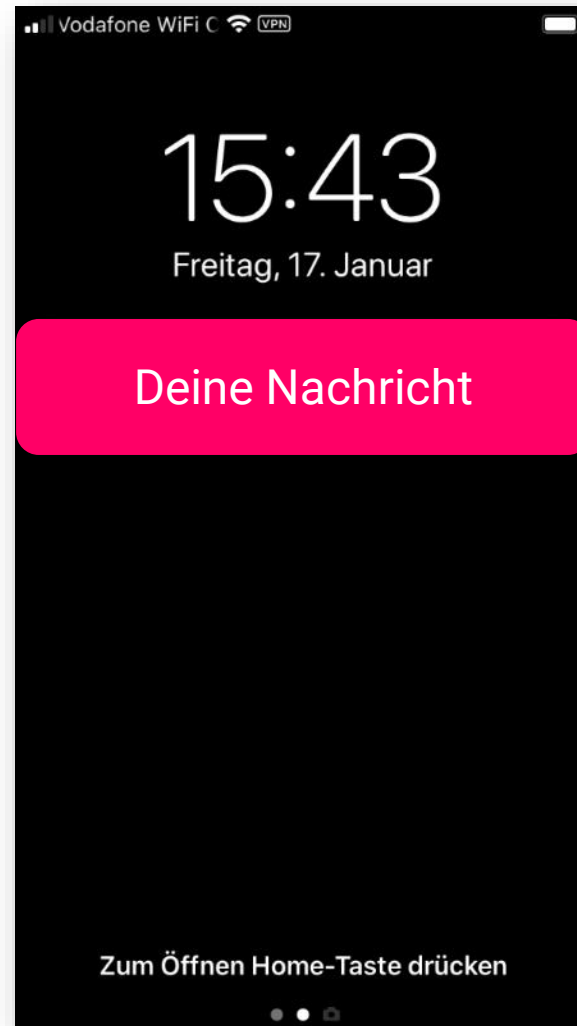 Vodafone WiFi C VPN
15:43
Freitag, 17. Januar
Deine Nachricht
Zum Öffnen Home-Taste drücken